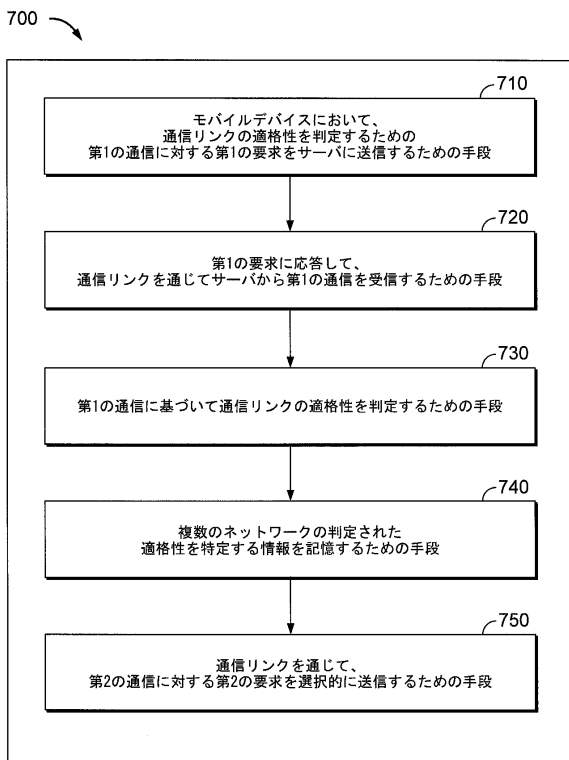 700
710
モバイルデバイスにおいて、
通信リンクの適格性を判定するための
第1の通信に対する第1の要求をサーバに送信するための手段
720
第1の要求に応答して、
通信リンクを通じてサーバから第1の通信を受信するための手段
730
第1の通信に基づいて通信リンクの適格性を判定するための手段
740
複数のネットワークの判定された
適格性を特定する情報を記憶するための手段
750
通信リンクを通じて、
第2の通信に対する第2の要求を選択的に送信するための手段